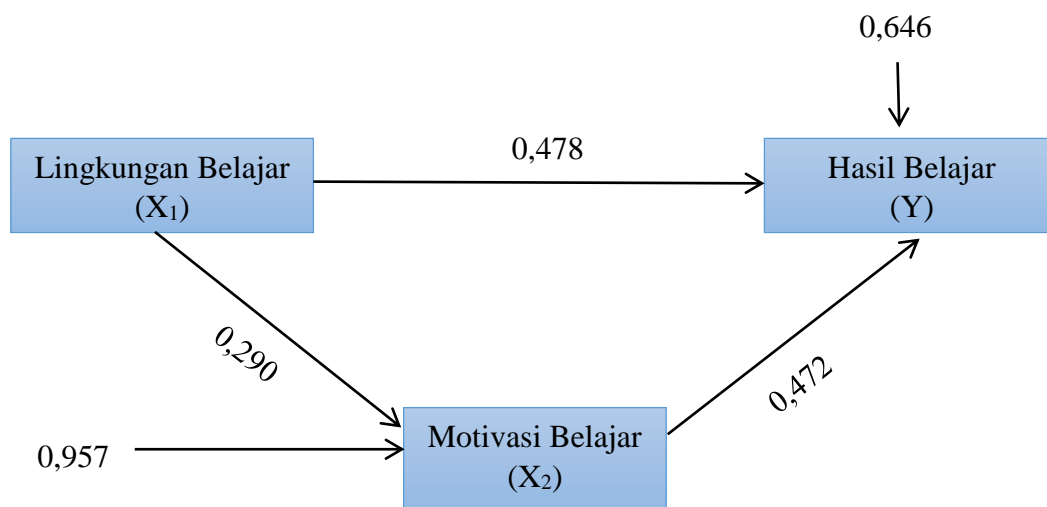 0,646
0,478
Lingkungan Belajar
(X₁)
Hasil Belajar
(Y)
0,290
0,472
0,957
Motivasi Belajar
(X₂)